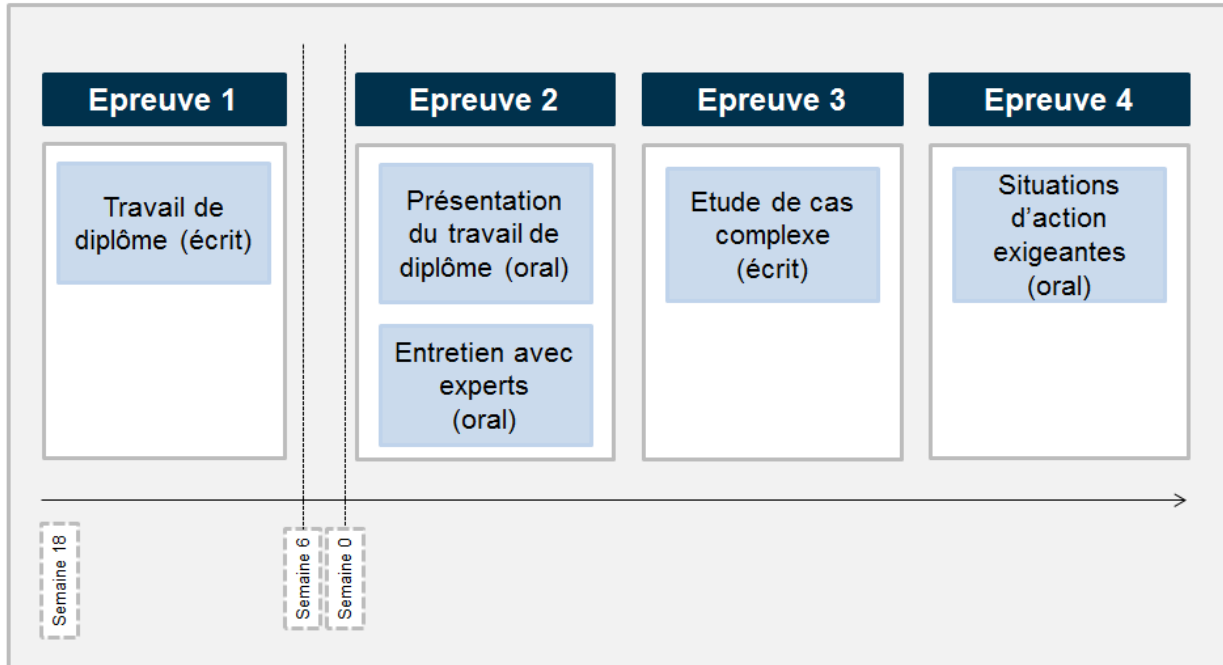 Epreuve 1
Travail de
diplôme (écrit)
Epreuve 2
Présentation
du travail de
diplôme (oral)
Entretien avec
experts
(oral)
Epreuve 3
Etude de cas
complexe
(écrit)
Epreuve 4
Situations
d’action
exigeantes
(oral)
Semaine 18
Semaine 6
Semaine 0